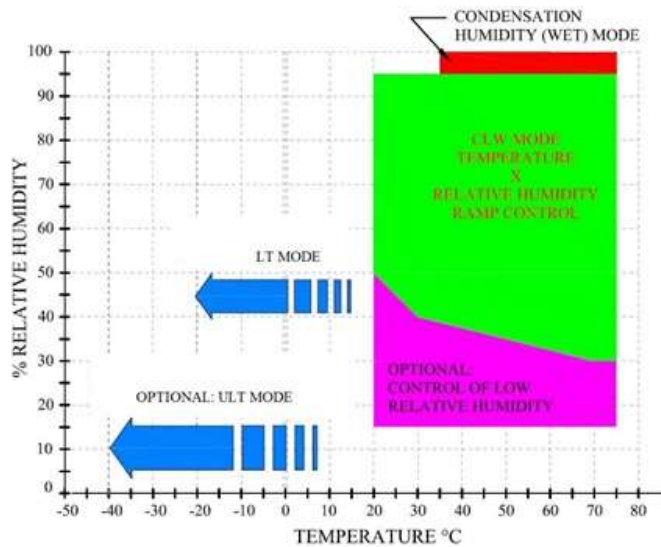 CONDENSATION
HUMIDITY (WET) MODE
% RELATIVE HUMIDITY
100
90
80
70
60
50
40
30
20
10
0
CLW MODE
TEMPERATURE
X
RELATIVE HUMIDITY
RAMP CONTROL
LT MODE
OPTIONAL: ULT MODE
OPTIONAL:
CONTROL OF LOW
RELATIVE HUMIDITY
-50 -40 -30 -20 -10 0 10 20 30 40 50 60 70 80
TEMPERATURE °C